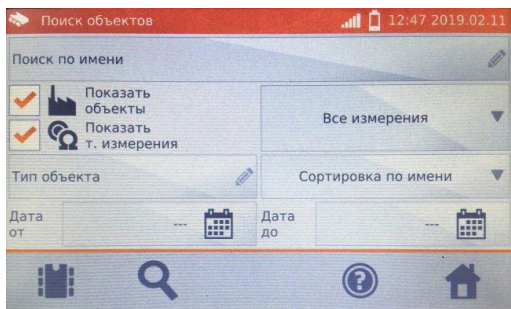 Поиск объектов 12:47 2019.02.11
Поиск по имени
Показать
объекты
Показать
т. измерения
Все измерения
Тип объекта
Сортировка по имени
Дата
от
---
Дата
до
---